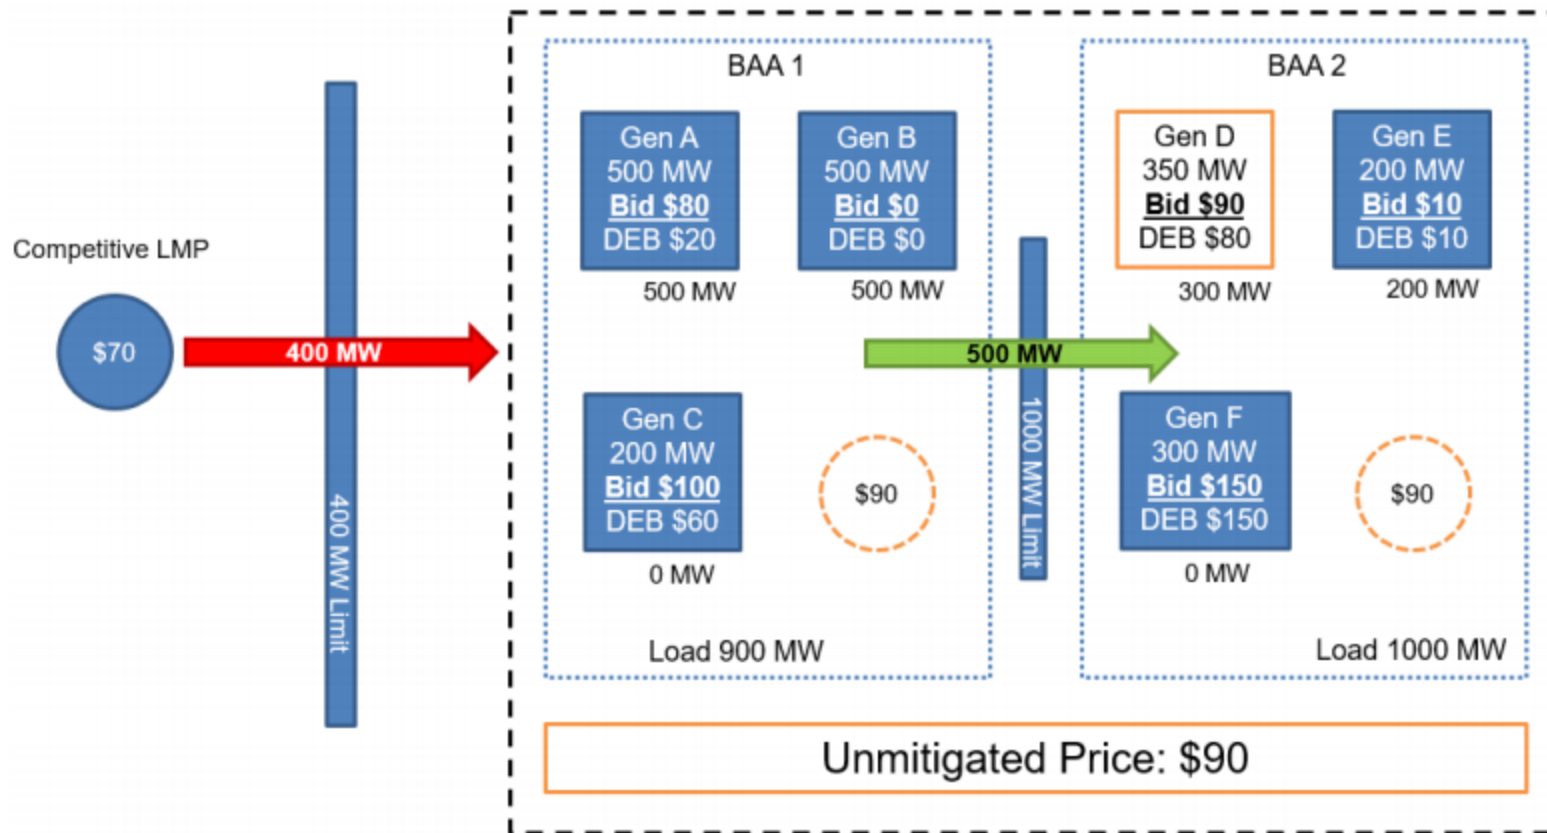 BAA 1
BAA 2
Gen A
500 MW
Bid $80
DEB $20
500 MW
Gen B
500 MW
Bid $0
DEB $0
500 MW
Gen D
350 MW
Bid $90
DEB $80
300 MW
Gen E
200 MW
Bid $10
DEB $10
200 MW
Competitive LMP
$70
400 MW
400 MW Limit
500 MW
1000 MW Limit
Gen C
200 MW
Bid $100
DEB $60
0 MW
$90
Gen F
300 MW
Bid $150
DEB $150
0 MW
$90
Load 900 MW
Load 1000 MW
Unmitigated Price: $90